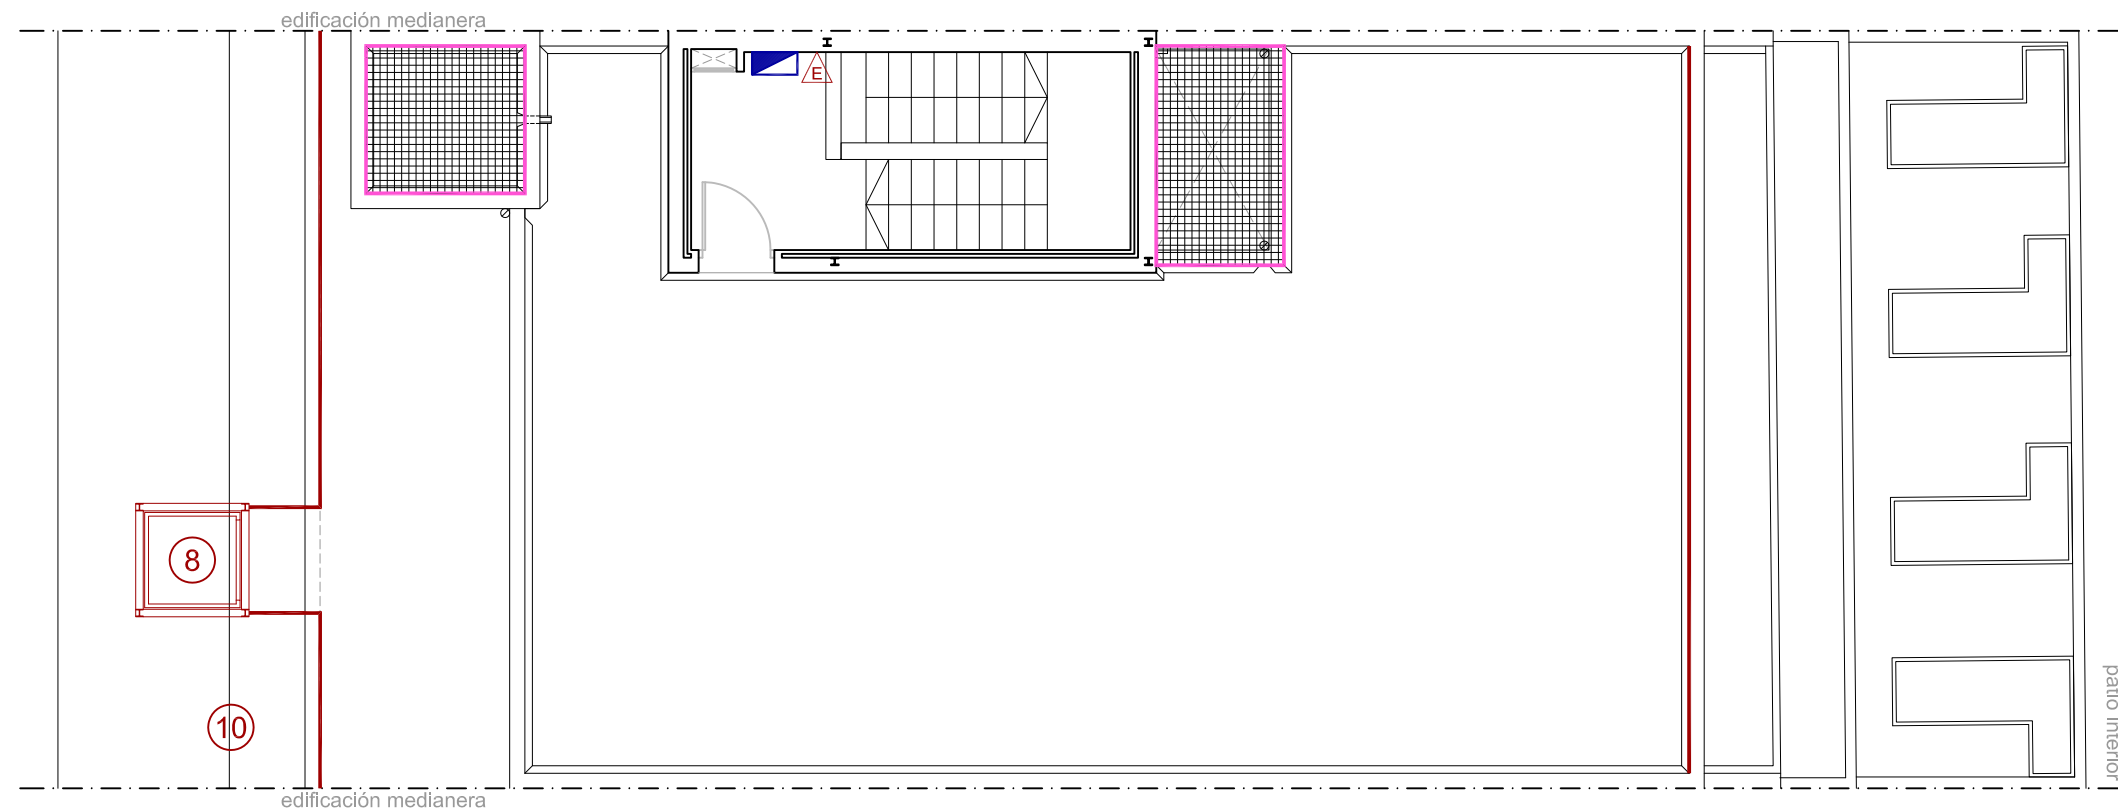 edificación medianera
E
8
10
patio interior
edificación medianera